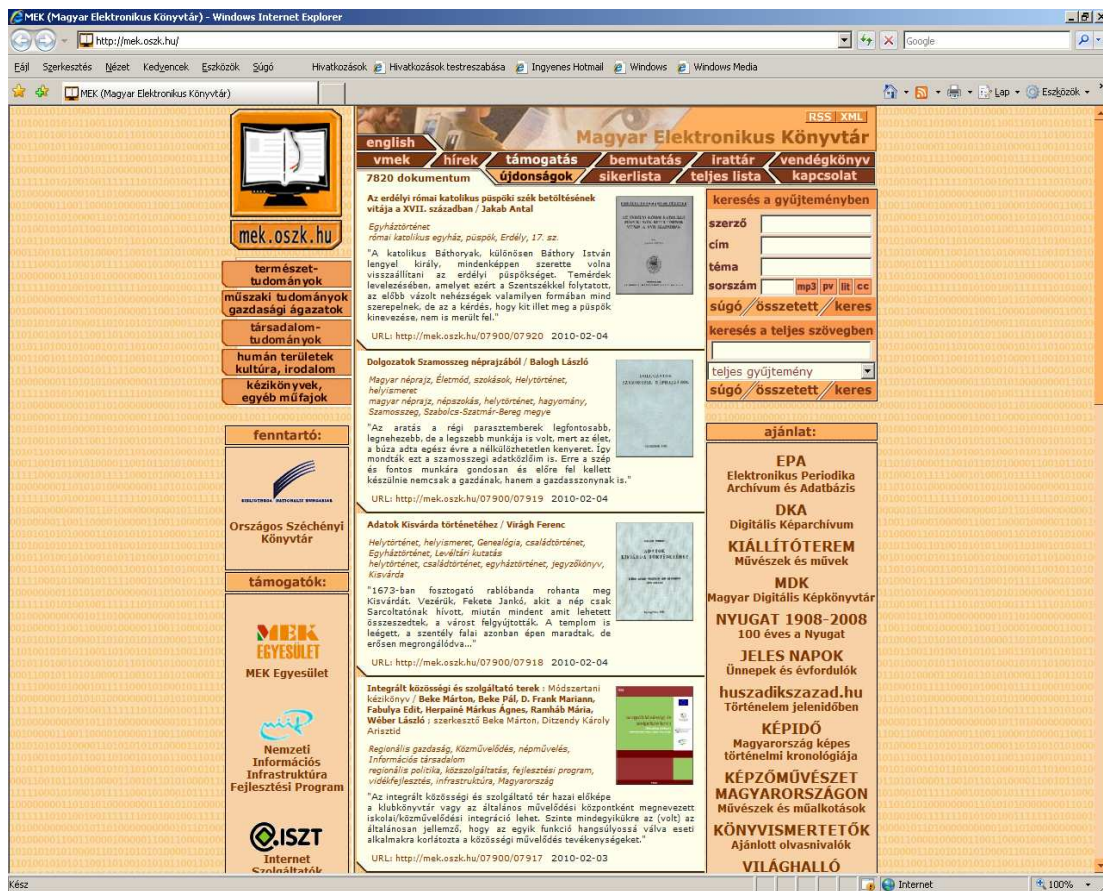 MEK (Magyar Elektronikus Könyvtár) - Windows Internet Explorer
http://mek.oszk.hu/
Google
Fájl Szerkesztés Nézet Kedvencek Eszközök Súgó Hivatkozások Hivatkozások testreszabása Ingyenes Hotmail Windows Windows Media
MEK (Magyar Elektronikus Könyvtár)
Lap Eszközök
mek.oszk.hu
természet-
tudományok
műszaki tudományok
gazdasági ágazatok
társadalom-
tudományok
humán területek
kultúra, irodalom
kézikönyvek,
egyéb műfajok
fenntartó:
BIBLIOTHECA NATIONALIS HUNGARIAE
Országos Széchényi
Könyvtár
támogatók:
MEK
EGYESÜLET
MEK Egyesület
niif
Nemzeti
Információs
Infrastruktúra
Fejlesztési Program
ISZT
Internet
Szolgáltatók
RSS XML
Magyar Elektronikus Könyvtár
english
vmek hírek támogatás bemutatás irattár vendégkönyv
7820 dokumentum újdonságok sikerlista teljes lista kapcsolat
Az erdélyi római katolikus püspöki szék betöltésének
vitája a XVII. században / Jakab Antal
Egyháztörténet
római katolikus egyház, püspök, Erdély, 17. sz.
"A katolikus Báthoryak, különösen Báthory István
lengyel király, mindenképpen szerette volna
visszaállítani az erdélyi püspökséget. Temérdek
levelezésében, amelyet ezért a Szentszékkel folytatott,
az előbb vázolt nehézségek valamilyen formában mind
szerepelnek, de az a kérdés, hogy kit illet meg a püspök
kinevezése, nem is merült fel."
URL: http://mek.oszk.hu/07900/07920 2010-02-04
Dolgozatok Szamosszeg néprajzából / Balogh László
Magyar néprajz, Életmód, szokások, Helytörténet,
helyismeret
magyar néprajz, népszokás, helytörténet, hagyomány,
Szamosszeg, Szabolcs-Szatmár-Bereg megye
"Az aratás a régi parasztemberek legfontosabb,
legnehezebb, de a legszebb munkája is volt, mert az élet,
a búza adta egész évre a nélkülözhetetlen kenyeret. Így
mondták ezt a szamosszegi adatközlőim is. Erre a szép
és fontos munkára gondosan és előre fel kellett
készülnie nemcsak a gazdának, hanem a gazdasszonynak is."
URL: http://mek.oszk.hu/07900/07919 2010-02-04
Adatok Kisvárda történetéhez / Virágh Ferenc
Helytörténet, helyismeret, Genealógia, családtörténet,
Egyháztörténet, Levéltári kutatás
helytörténet, családtörténet, egyháztörténet, jegyzőkönyv,
Kisvárda
"1673-ban fosztogató rablóbanda rohanta meg
Kisvárdát. Vezérük, Fekete Jankó, akit a nép csak
Sarcoltatónak hívott, miután mindent amit lehetett
összeszedtek, a várost felgyújtották. A templom is
leégett, a szentély falai azonban épen maradtak, de
erősen megrongálódva..."
URL: http://mek.oszk.hu/07900/07918 2010-02-04
Integrált közösségi és szolgáltató terek : Módszertani
kézikönyv / Beke Márton, Beke Pál, D. Frank Mariann,
Fabulya Edit, Herpainé Márkus Ágnes, Ramháb Mária,
Wéber László ; szerkesztő Beke Márton, Ditzendy Károly
Arisztid
Regionális gazdaság, Közművelődés, népművelés,
Információs társadalom
regionális politika, közszolgáltatás, fejlesztési program,
vidékfejlesztés, infrastruktúra, Magyarország
"Az integrált közösségi és szolgáltató tér hazai előképe
a klubkönyvtár vagy az általános művelődési központként megnevezett
iskolai/közművelődési integráció lehet. Szinte mindegyikükre az (volt) az
általánosan jellemző, hogy az egyik funkció hangsúlyossá válva eseti
alkalmakra korlátozta a közösségi művelődés tevékenységeket."
URL: http://mek.oszk.hu/07900/07917 2010-02-03
keresés a gyűjteményben
szerző
cím
téma
sorszám mp3 pv lit cc
súgó összetett keres
keresés a teljes szövegben
teljes gyűjtemény
súgó összetett keres
ajánlat:
EPA
Elektronikus Periodika
Archívum és Adatbázis
DKA
Digitális Képarchívum
KIÁLLÍTÓTEREM
Művészek és művek
MDK
Magyar Digitális Képkönyvtár
NYUGAT 1908-2008
100 éves a Nyugat
JELES NAPOK
Ünnepek és évfordulók
huszadikszazad.hu
Történelem jelenidőben
KÉPIDŐ
Magyarország képes
történelmi kronológiája
KÉPZŐMŰVÉSZET
MAGYARORSZÁGON
Művészek és műalkotások
KÖNYVISMERTETŐK
Ajánlott olvasnivalók
VILÁGHALLÓ
Kész Internet 100%